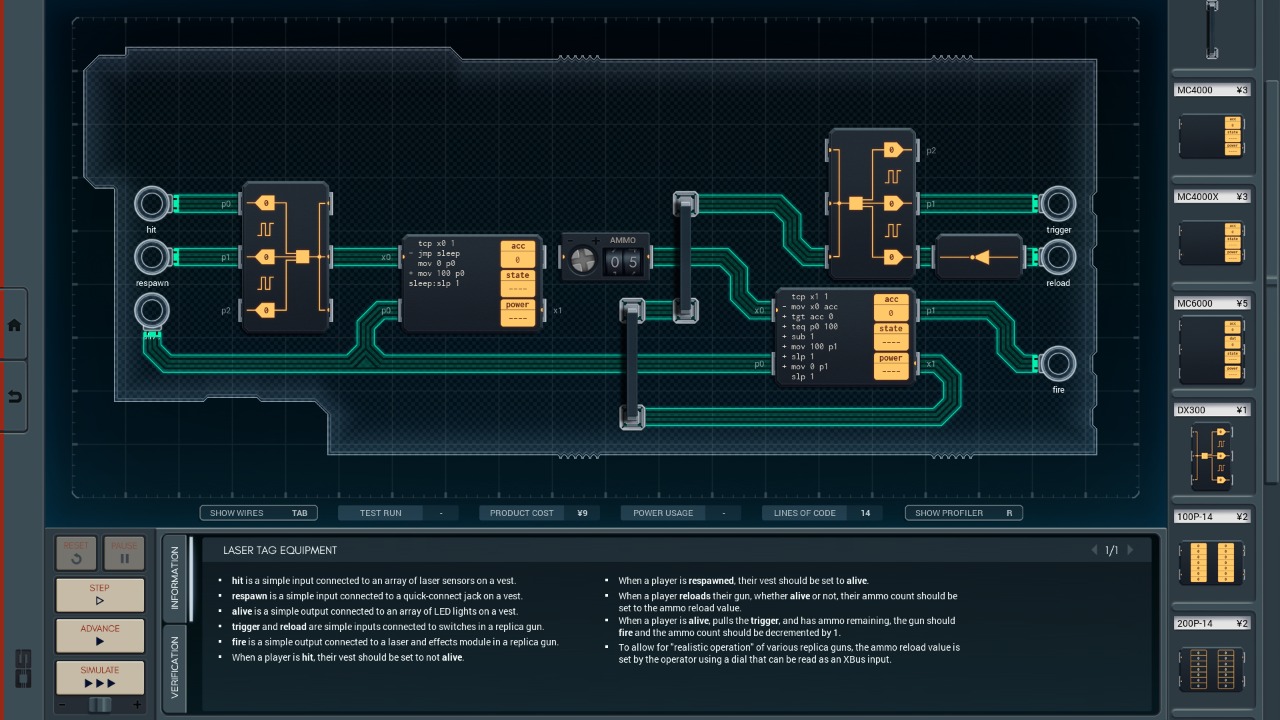 MC4000 ¥3
acc
0
state
----
power
----
MC4000X ¥3
MC6000 ¥5
DX300 ¥1
100P-14 ¥2
200P-14 ¥2
hit
respawn
p0
p1
p2
0
0
0
x0
p0
x1
tcp x0 1
- jmp sleep
mov 0 p0
+ mov 100 p0
sleep:slp 1
acc
0
state
----
power
----
- +
AMMO
0 5
p2
p1
0
0
0
trigger
reload
fire
x0
p0
p1
x1
tcp x1 1
mov x0 acc
+ tgt acc 0
+ teq p0 100
+ sub 1
+ mov 100 p1
+ slp 1
+ mov 0 p1
slp 1
acc
0
state
----
power
----
SHOW WIRES TAB
TEST RUN -
PRODUCT COST ¥9
POWER USAGE -
LINES OF CODE 14
SHOW PROFILER R
RESET
PAUSE
STEP
ADVANCE
SIMULATE
- +
INFORMATION
VERIFICATION
LASER TAG EQUIPMENT
1/1
▪ hit is a simple input connected to an array of laser sensors on a vest.
▪ respawn is a simple input connected to a quick-connect jack on a vest.
▪ alive is a simple output connected to an array of LED lights on a vest.
▪ trigger and reload are simple inputs connected to switches in a replica gun.
▪ fire is a simple output connected to a laser and effects module in a replica gun.
▪ When a player is hit, their vest should be set to not alive.
▪ When a player is respawned, their vest should be set to alive.
▪ When a player reloads their gun, whether alive or not, their ammo count should be
set to the ammo reload value.
▪ When a player is alive, pulls the trigger, and has ammo remaining, the gun should
fire and the ammo count should be decremented by 1.
▪ To allow for "realistic operation" of various replica guns, the ammo reload value is
set by the operator using a dial that can be read as an XBus input.